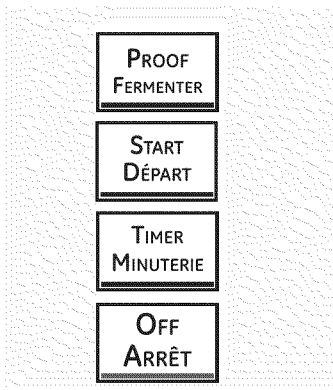 PROOF
FERMENTER
START
DÉPART
TIMER
MINUTERIE
OFF
ARRÊT